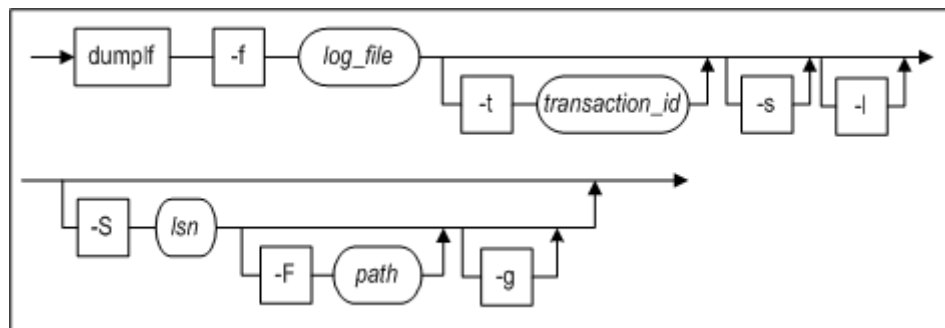 dumplf -f log_file
-t transaction_id -s -l
-S lsn
-F path -g